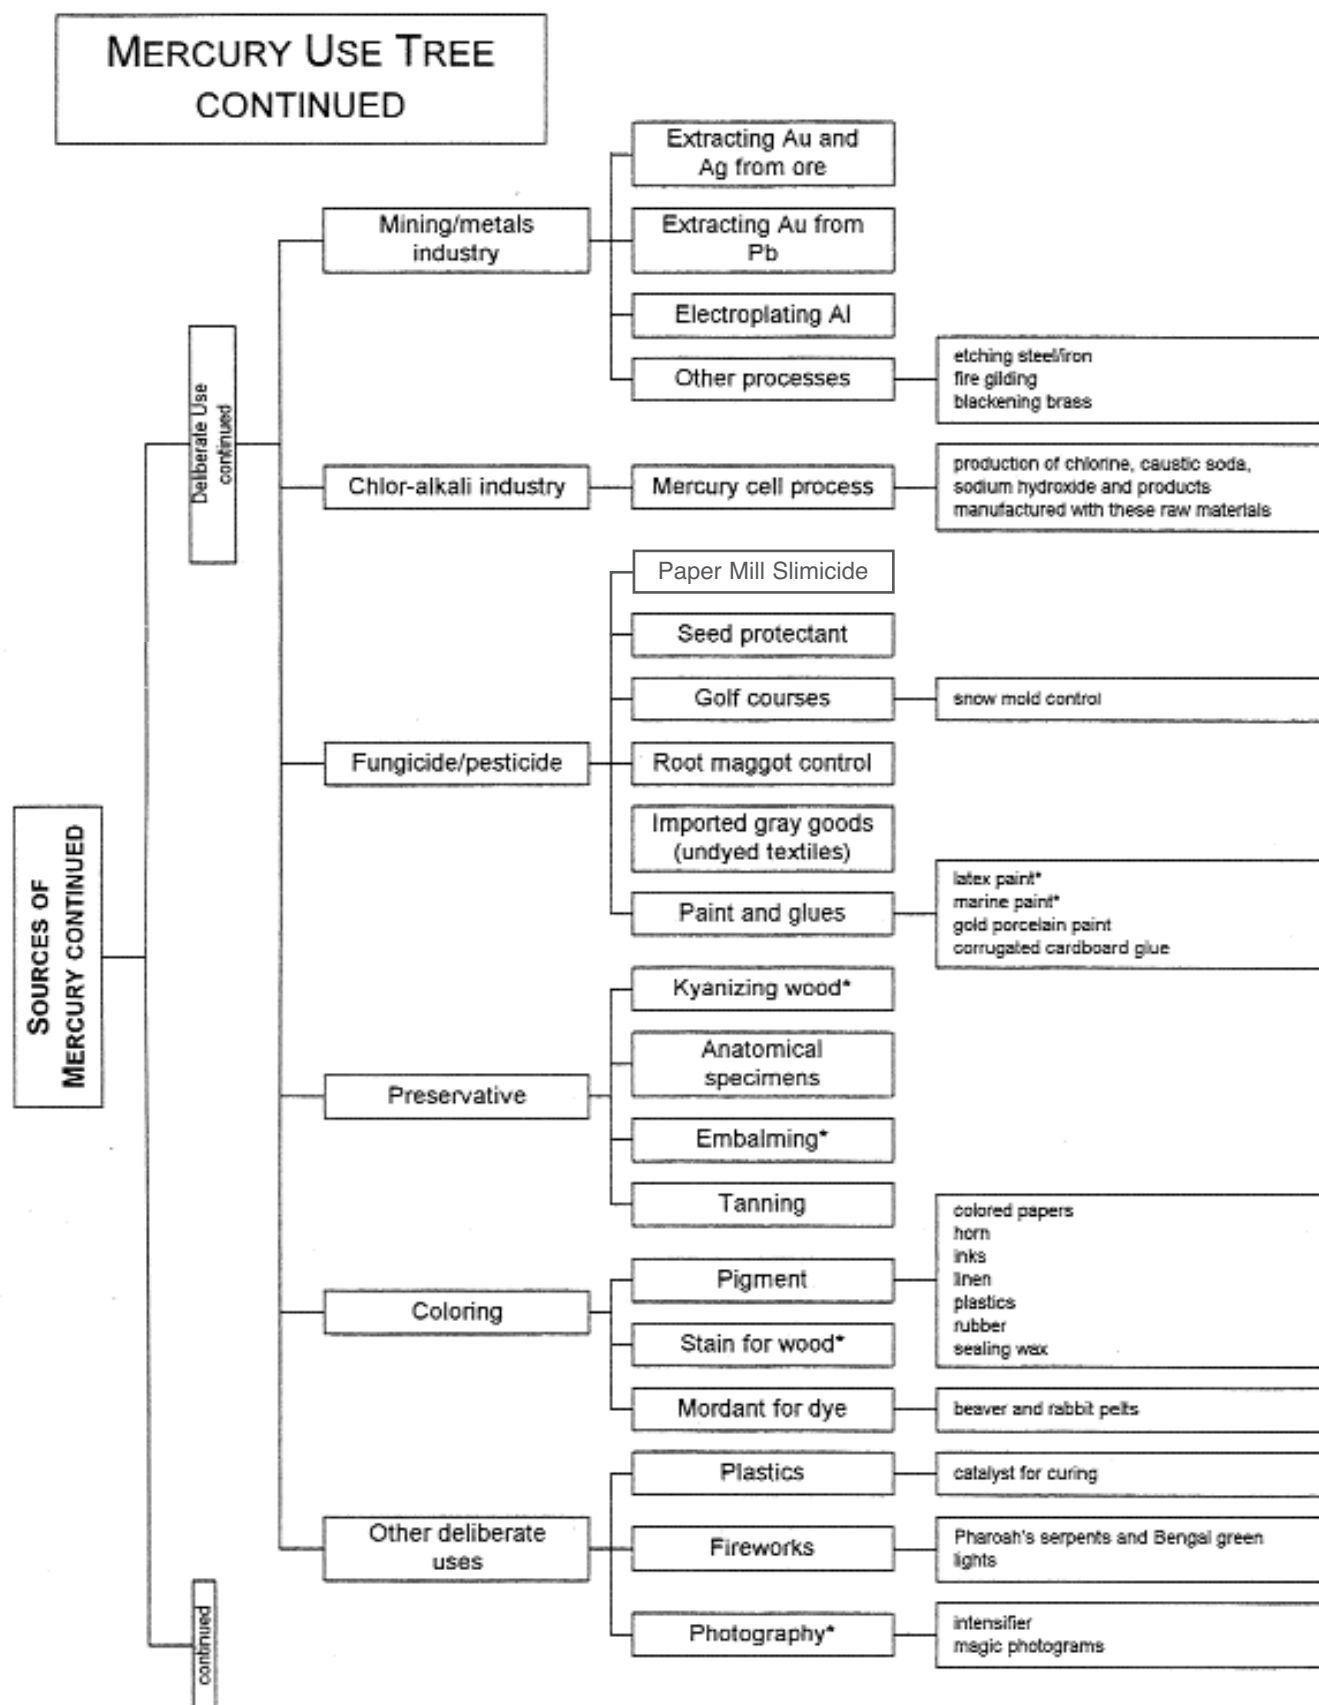 MERCURY USE TREE
CONTINUED
SOURCES OF
MERCURY CONTINUED
Deliberate Use
continued
Mining/metals
industry
Extracting Au and
Ag from ore
Extracting Au from
Pb
Electroplating Al
Other processes
etching steel/iron
fire gilding
blackening brass
Chlor-alkali industry
Mercury cell process
production of chlorine, caustic soda,
sodium hydroxide and products
manufactured with these raw materials
Fungicide/pesticide
Paper Mill Slimicide
Seed protectant
Golf courses
snow mold control
Root maggot control
Imported gray goods
(undyed textiles)
Paint and glues
latex paint*
marine paint*
gold porcelain paint
corrugated cardboard glue
Preservative
Kyanizing wood*
Anatomical
specimens
Embalming*
Tanning
Coloring
Pigment
colored papers
horn
inks
linen
plastics
rubber
sealing wax
Stain for wood*
Mordant for dye
beaver and rabbit pelts
Other deliberate
uses
Plastics
catalyst for curing
Fireworks
Pharoah's serpents and Bengal green
lights
Photography*
intensifier
magic photograms
continued